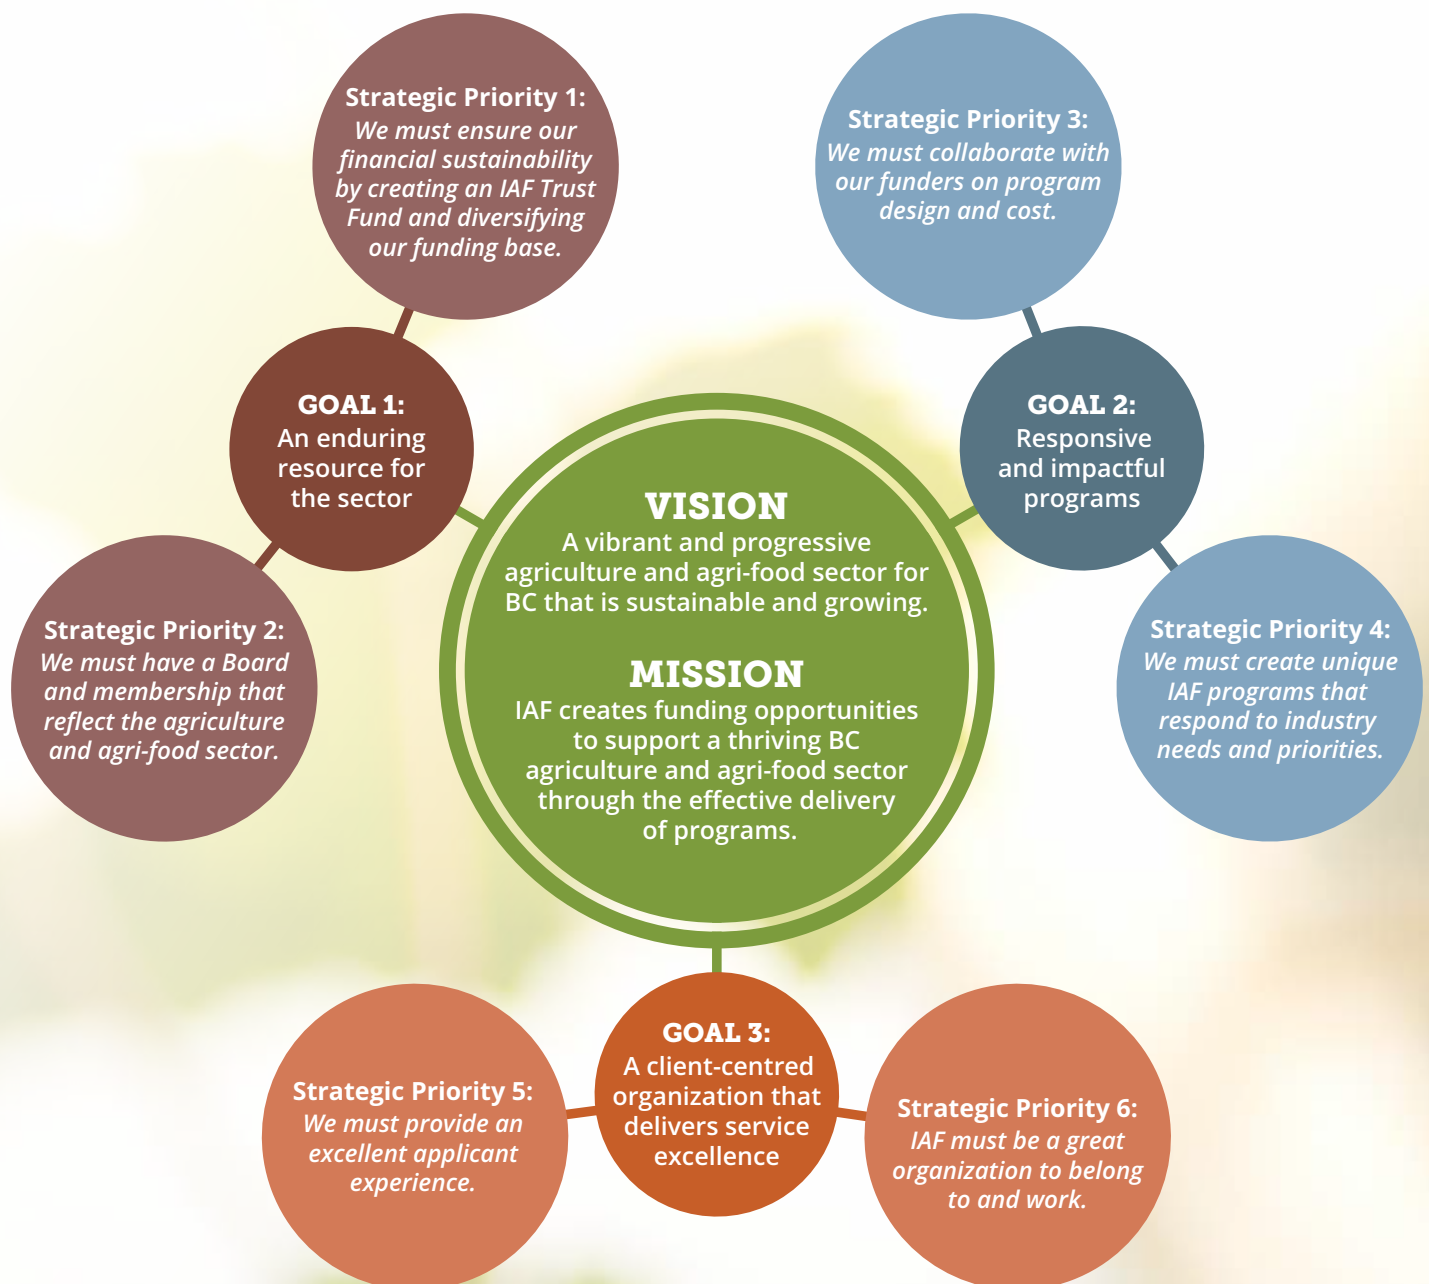 Strategic Priority 1:
We must ensure our
financial sustainability
by creating an IAF Trust
Fund and diversifying
our funding base.
Strategic Priority 3:
We must collaborate with
our funders on program
design and cost.
GOAL 1:
An enduring
resource for
the sector
GOAL 2:
Responsive
and impactful
programs
VISION
A vibrant and progressive
agriculture and agri-food sector for
BC that is sustainable and growing.
MISSION
IAF creates funding opportunities
to support a thriving BC
agriculture and agri-food sector
through the effective delivery
of programs.
Strategic Priority 2:
We must have a Board
and membership that
reflect the agriculture
and agri-food sector.
Strategic Priority 4:
We must create unique
IAF programs that
respond to industry
needs and priorities.
GOAL 3:
A client-centred
organization that
delivers service
excellence
Strategic Priority 5:
We must provide an
excellent applicant
experience.
Strategic Priority 6:
IAF must be a great
organization to belong
to and work.